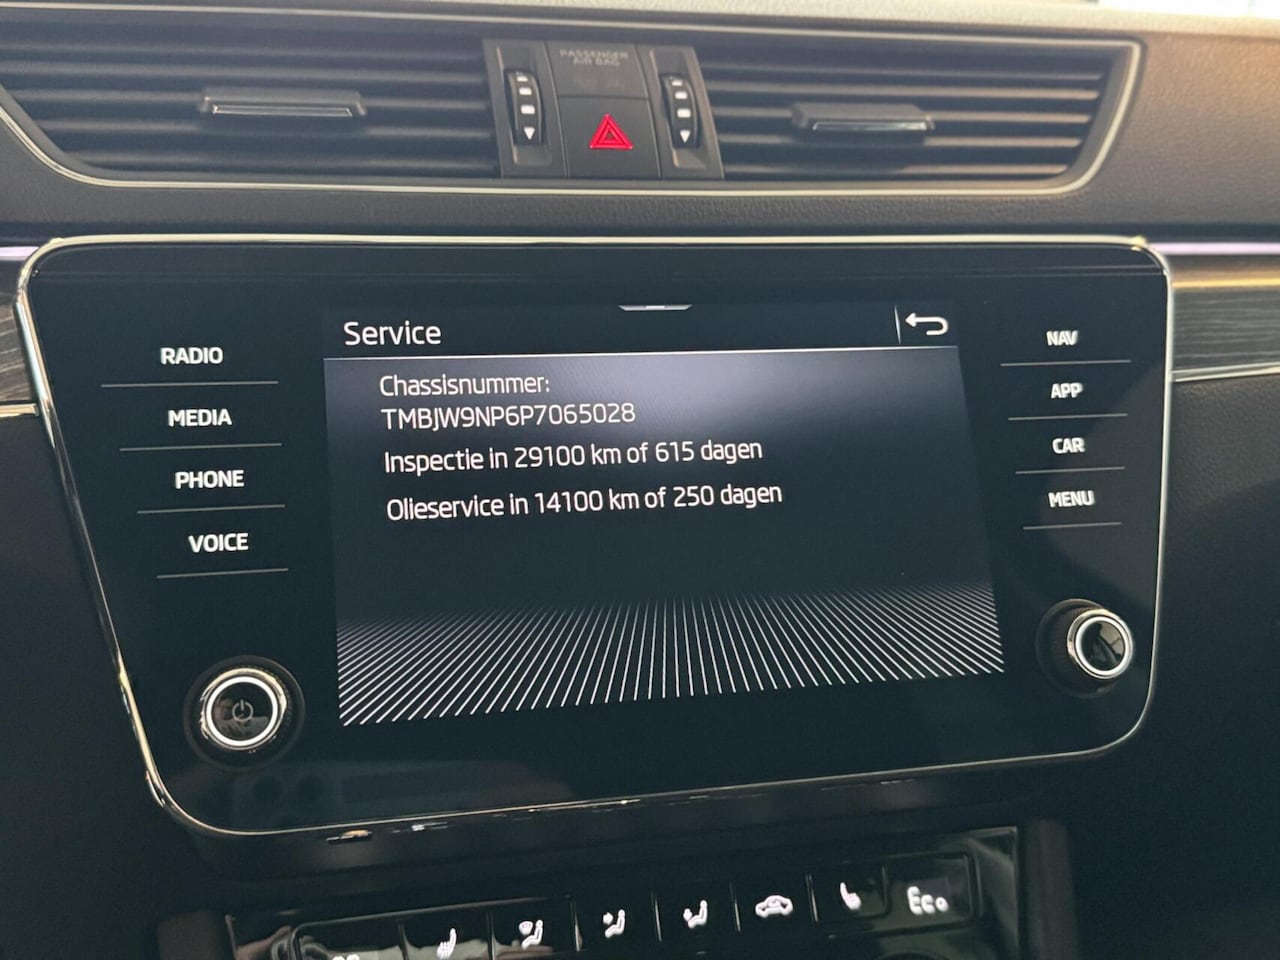 PASSENGER
AIR BAG
Service
RADIO
MEDIA
PHONE
VOICE
Chassisnummer:
TMBJW9NP6P7065028
Inspectie in 29100 km of 615 dagen
Olieservice in 14100 km of 250 dagen
NAV
APP
CAR
MENU
Eco